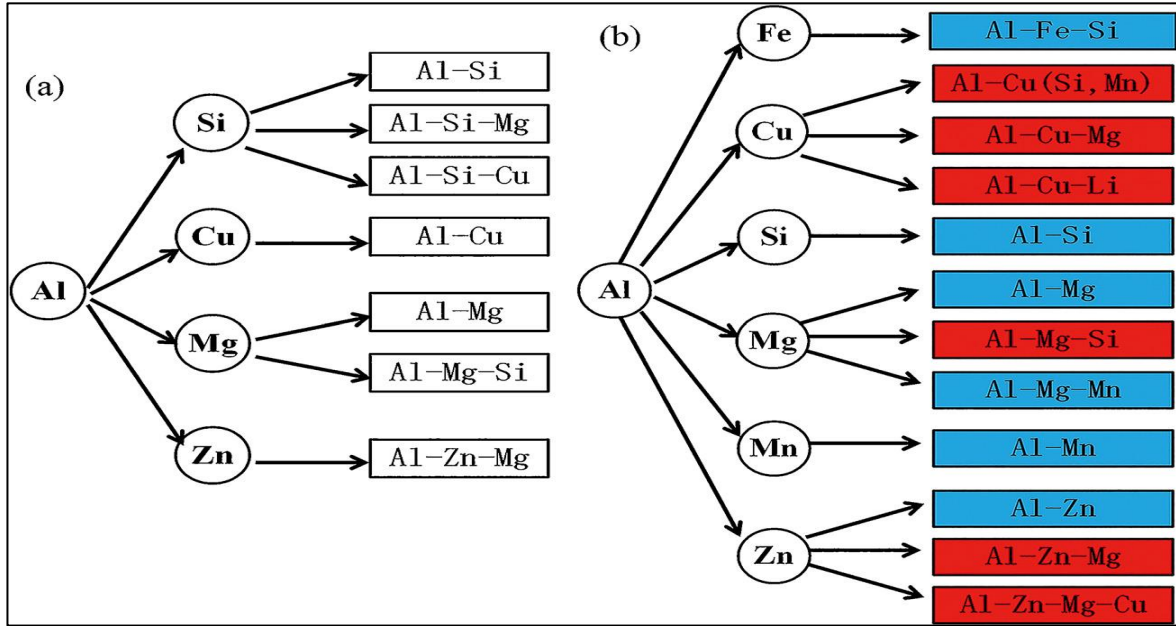 (a)
Al
Si
Cu
Mg
Zn
Al-Si
Al-Si-Mg
Al-Si-Cu
Al-Cu
Al-Mg
Al-Mg-Si
Al-Zn-Mg
(b)
Al
Fe
Cu
Si
Mg
Mn
Zn
Al-Fe-Si
Al-Cu(Si,Mn)
Al-Cu-Mg
Al-Cu-Li
Al-Si
Al-Mg
Al-Mg-Si
Al-Mg-Mn
Al-Mn
Al-Zn
Al-Zn-Mg
Al-Zn-Mg-Cu